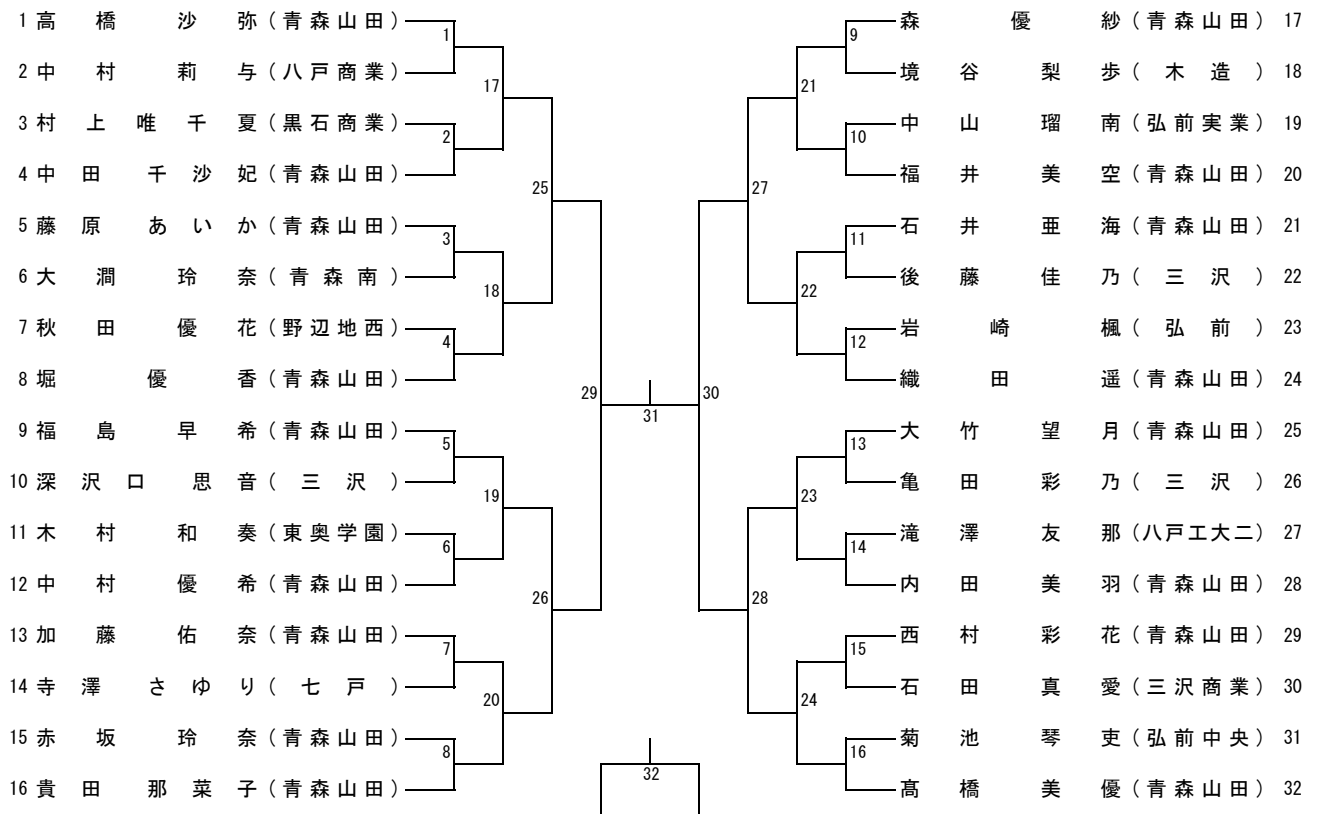 1 高橋 沙弥 (青森山田)
1
2 中村 莉与 (八戸商業)
17
3 村上 唯千夏 (黒石商業)
2
4 中田 千沙妃 (青森山田)
25
5 藤原 あいか (青森山田)
3
6 大澗 玲奈 (青森南)
18
7 秋田 優花 (野辺地西)
4
8 堀 優香 (青森山田)
29
9 福島 早希 (青森山田)
5
10 深沢口 思音 (三沢)
19
11 木村 和奏 (東奥学園)
6
12 中村 優希 (青森山田)
26
13 加藤 佑奈 (青森山田)
7
14 寺澤 さゆり (七戸)
20
15 赤坂 玲奈 (青森山田)
8
16 貴田 那菜子 (青森山田)
31
32
森 優紗 (青森山田) 17
9
境谷 梨歩 (木造) 18
21
中山 瑠南 (弘前実業) 19
10
福井 美空 (青森山田) 20
27
石井 亜海 (青森山田) 21
11
後藤 佳乃 (三沢) 22
22
岩崎 楓 (弘前) 23
12
織田 遥 (青森山田) 24
30
大竹 望月 (青森山田) 25
13
亀田 彩乃 (三沢) 26
23
滝澤 友那 (八戸工大二) 27
14
内田 美羽 (青森山田) 28
28
西村 彩花 (青森山田) 29
15
石田 真愛 (三沢商業) 30
24
菊池 琴吏 (弘前中央) 31
16
髙橋 美優 (青森山田) 32